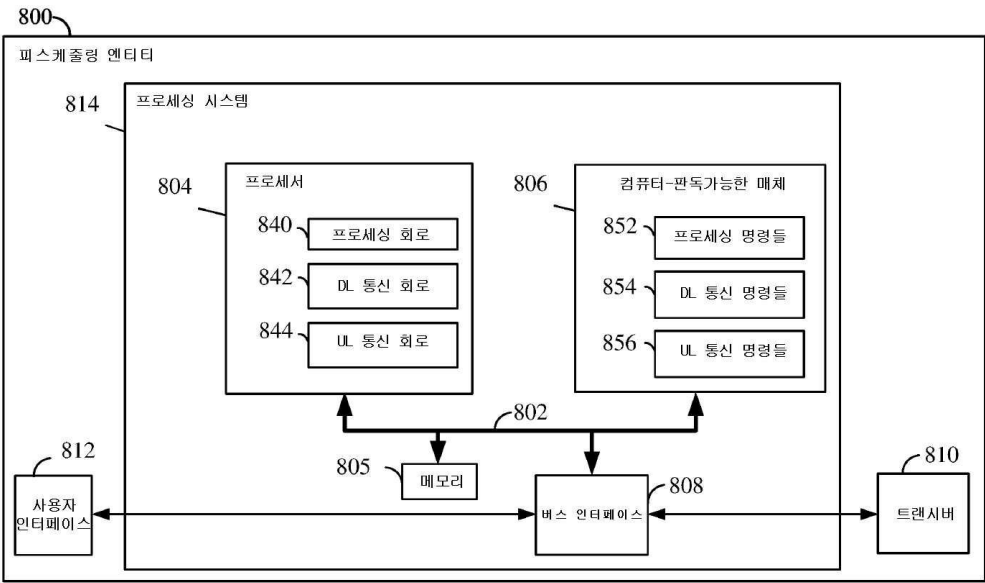 800
피스케줄링 엔티티
814
프로세싱 시스템
804
프로세서
840
프로세싱 회로
842
DL 통신 회로
844
UL 통신 회로
806
컴퓨터-판독가능한 매체
852
프로세싱 명령들
854
DL 통신 명령들
856
UL 통신 명령들
802
812
사용자
인터페이스
805
메모리
808
버스 인터페이스
810
트랜시버